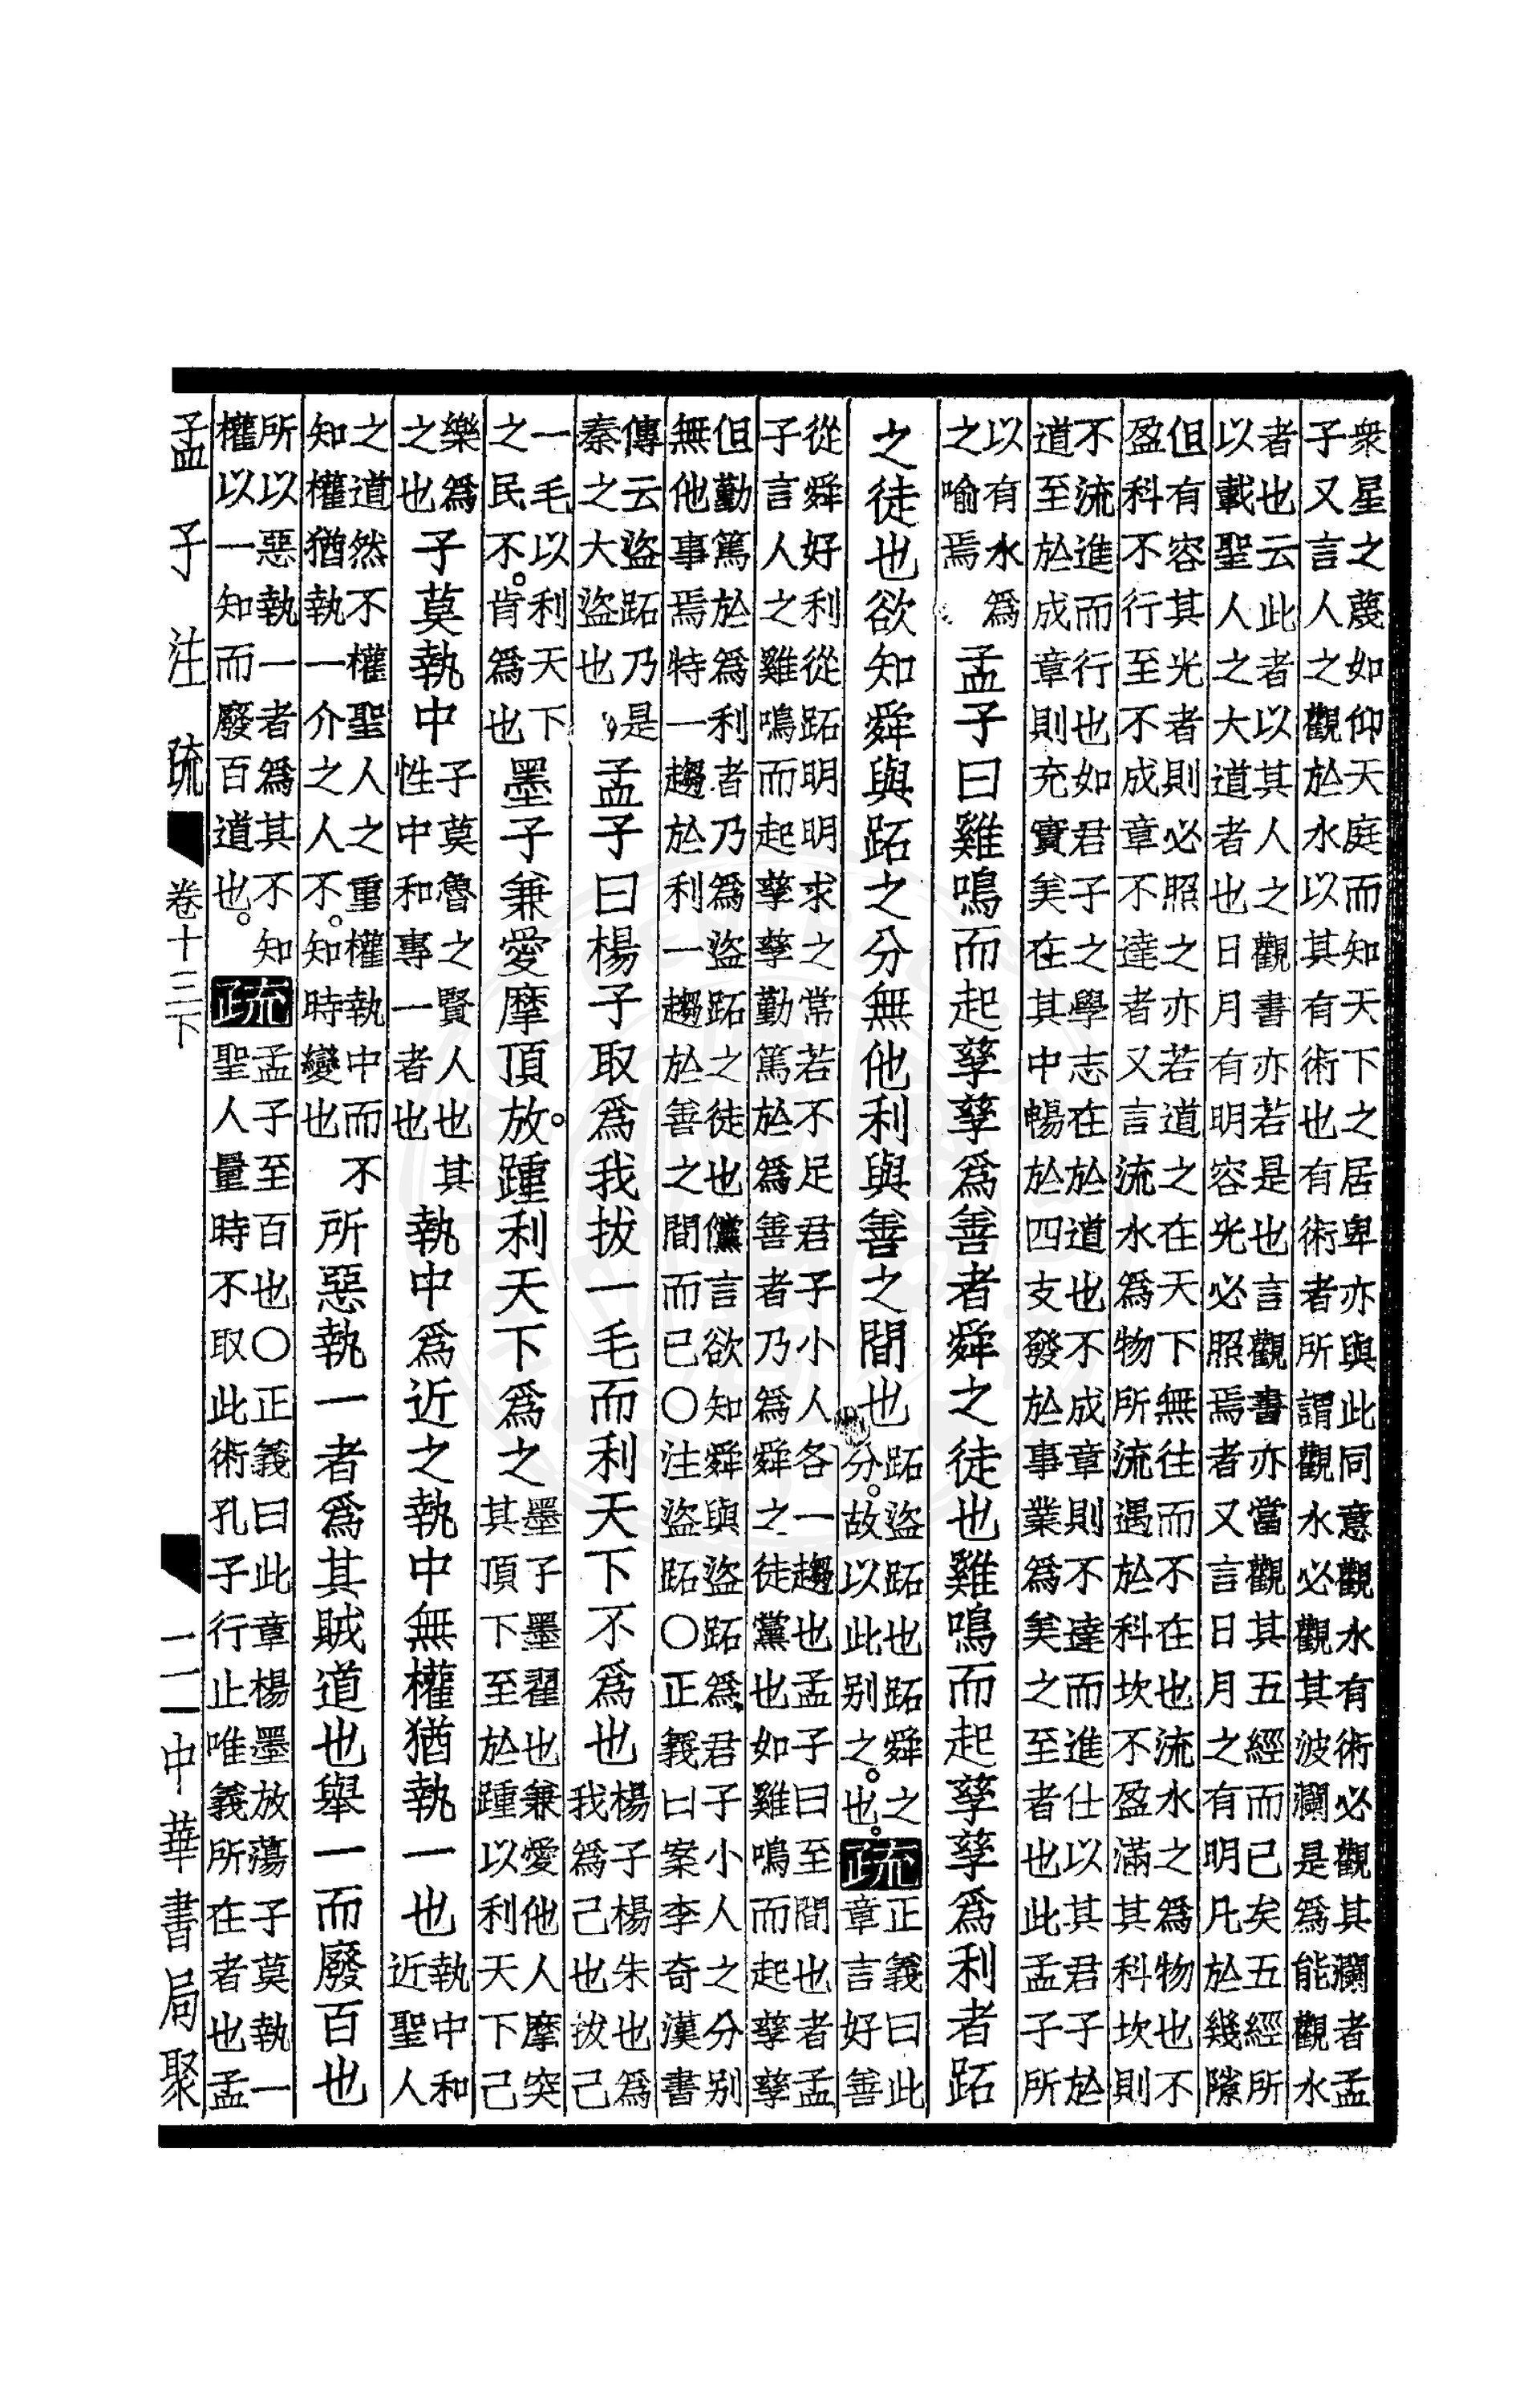 衆星之蔑如仰天庭而知天下之居卑亦與此同意觀水有術必觀其瀾者孟
子又言人之觀於水以其有術也有術者所謂觀水必觀其波瀾是爲能觀水
者也云此者以其人之觀書亦若是也言觀書亦當觀其五經而已矣五經所
以載聖人之大道者也日月有明容光必照焉者又言日月之有明凡於幾隙
但有容其光者則必照之亦若道之在天下無往而不在也流水之爲物也不
盈科不行至不成章不達者又言流水爲物所流遇於科坎不盈滿其科坎則
不流進而行也如君子之學志在於道也不成章則不達而進仕以其君子於
道至於成章則充實矣在其中暢於四支發於事業爲矣之至者也此孟子所
以有水爲
之喻焉
孟子曰雞鳴而起孳孳爲善者舜之徒也雞鳴而起孳孳爲利者跖
之徒也欲知舜與跖之分無他利與善之間也
跖盜跖也跖舜之
分故以此别之也
疏
正義曰此
章言好善
從舜好利從跖明明求之常若不足君子小人各一趨也孟子曰至間也者孟
子言人之雞鳴而起孳孳勤篤於爲善者乃爲舜之徒黨也如雞鳴而起孳孳
但勤篤於爲利者乃爲盜跖之徒也儻言欲知舜與盜跖爲君子小人之分别
無他事焉特一趨於利一趨於善之間而已〇注盜跖〇正義曰案李奇漢書
傳云盜跖乃是
秦之大盜也
孟子曰楊子取爲我拔一毛而利天下不爲也
楊子楊朱也爲
我爲己也拔己
一毛以利天下
之民不肯爲也
墨子兼愛摩頂放踵利天下爲之
墨子墨翟也兼愛他人摩突
其頂下至於踵以利天下己
樂爲
之也
子莫執中
子莫魯之賢人也其
性中和專一者也
執中爲近之執中無權猶執一也
執中和
近聖人
之道然不權聖人之重權執中而不
知權猶執一介之人不知時變也
所惡執一者爲其賊道也舉一而廢百也
所以惡執一者爲其不知
權以一知而廢百道也
疏
孟子至百也〇正義曰此章楊墨放蕩子莫執一
聖人量時不取此術孔子行止唯義所在者也孟
孟子注疏 卷十三下 一一中華書局聚